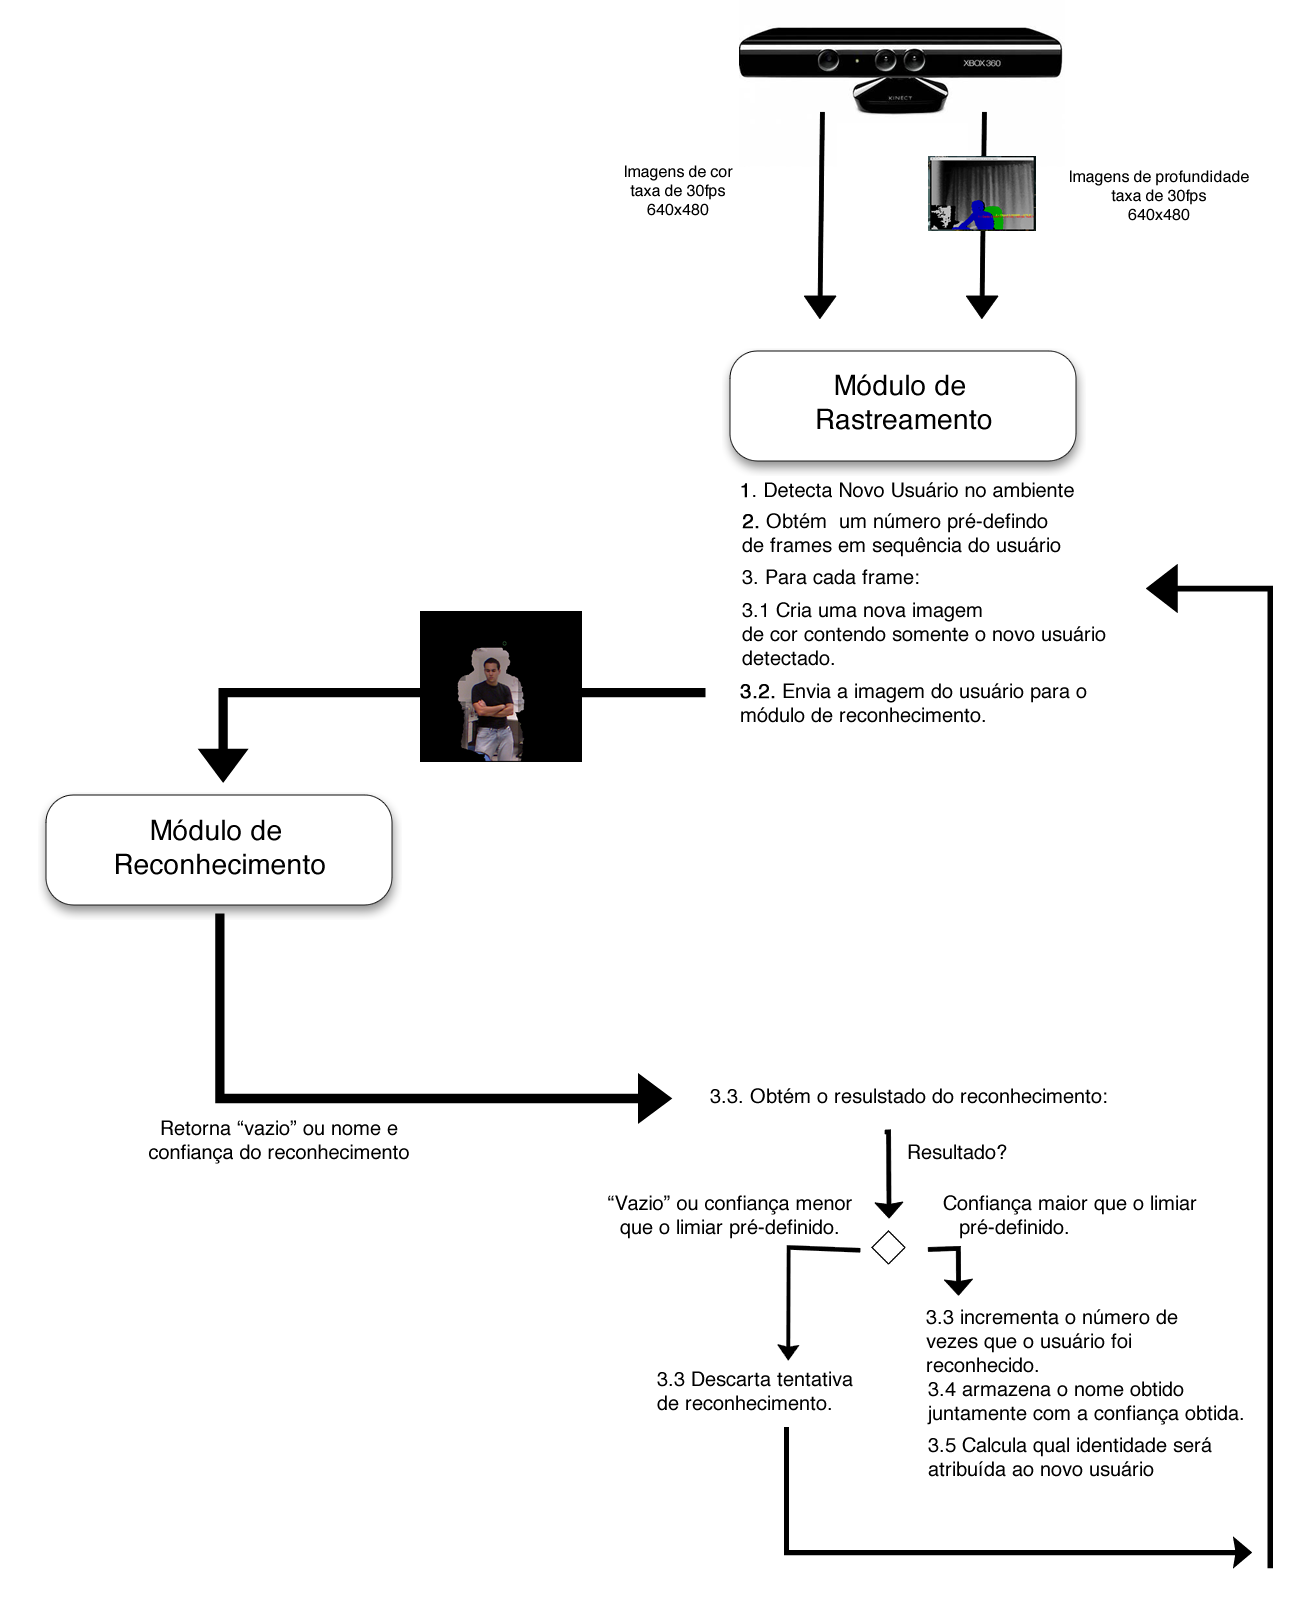 XBOX 360
KINECT
Imagens de cor
taxa de 30fps
640x480
Imagens de profundidade
taxa de 30fps
640x480
Módulo de
Rastreamento
1. Detecta Novo Usuário no ambiente
2. Obtém um número pré-defindo
de frames em sequência do usuário
3. Para cada frame:
3.1 Cria uma nova imagem
de cor contendo somente o novo usuário
detectado.
3.2. Envia a imagem do usuário para o
módulo de reconhecimento.
Módulo de
Reconhecimento
Retorna “vazio” ou nome e
confiança do reconhecimento
3.3. Obtém o resulstado do reconhecimento:
Resultado?
“Vazio” ou confiança menor
que o limiar pré-definido.
Confiança maior que o limiar
pré-definido.
3.3 Descarta tentativa
de reconhecimento.
3.3 incrementa o número de
vezes que o usuário foi
reconhecido.
3.4 armazena o nome obtido
juntamente com a confiança obtida.
3.5 Calcula qual identidade será
atribuída ao novo usuário